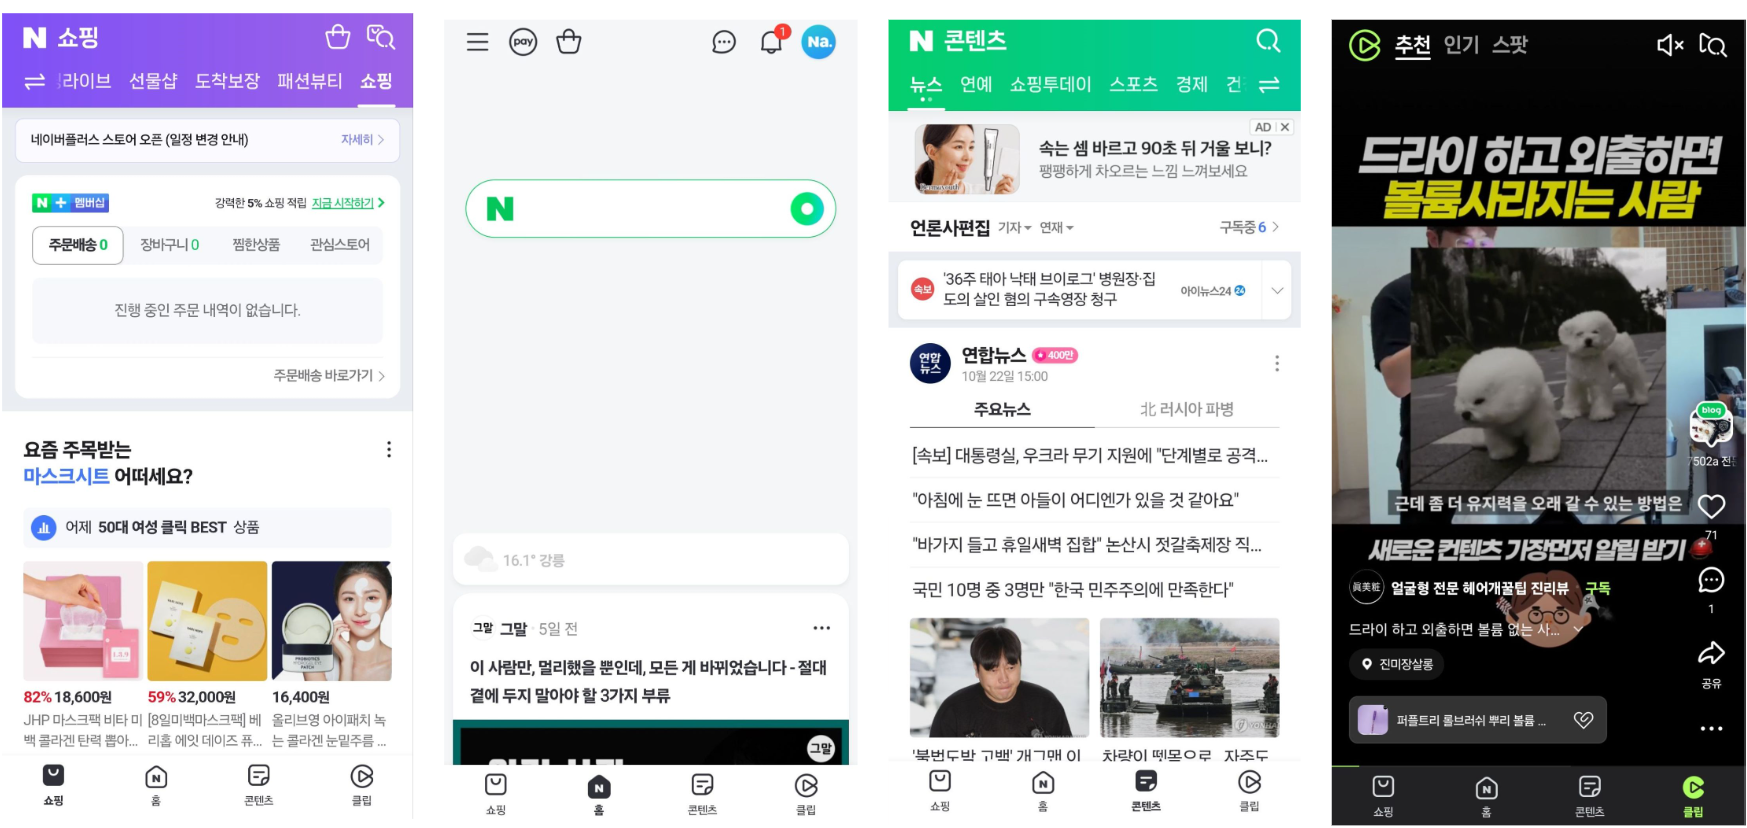 N 쇼핑
라이브 선물샵 도착보장 패션뷰티 쇼핑
네이버플러스 스토어 오픈 (일정 변경 안내) 자세히
N + 멤버십 강력한 5% 쇼핑 적립 지금 시작하기
주문배송 0 장바구니 0 찜한상품 관심스토어
진행 중인 주문 내역이 없습니다.
주문배송 바로가기
요즘 주목받는
마스크시트 어떠세요?
어제 50대 여성 클릭 BEST 상품
82% 18,600원 59% 32,000원 16,400원
JHP 마스크팩 비타 미 [8일미백마스크팩] 베 올리브영 아이패치 녹
백 콜라겐 탄력 뽑아... 리홉 에잇 데이즈 퓨... 는 콜라겐 눈밑주름 ...
쇼핑 홈 콘텐츠 클립
pay 1 Na.
N
16.1° 강릉
그말 그말 · 5일 전
이 사람만, 멀리했을 뿐인데, 모든 게 바뀌었습니다 - 절대
곁에 두지 말아야 할 3가지 부류
그말
쇼핑 홈 콘텐츠 클립
N 콘텐츠
뉴스 연예 쇼핑투데이 스포츠 경제 건
AD X
속는 셈 바르고 90초 뒤 거울 보니?
팽팽하게 차오르는 느낌 느껴보세요
언론사편집 기자 연재 구독중 6
속보 '36주 태아 낙태 브이로그' 병원장·집
도의 살인 혐의 구속영장 청구 아이뉴스24
연합뉴스 연합뉴스 400만
10월 22일 15:00
주요뉴스 北 러시아 파병
[속보] 대통령실, 우크라 무기 지원에 "단계별로 공격...
"아침에 눈 뜨면 아들이 어디엔가 있을 것 같아요"
"바가지 들고 휴일새벽 집합" 논산시 젓갈축제장 직...
국민 10명 중 3명만 "한국 민주주의에 만족한다"
'불법도박 고백' 개그맨 이 차량이 뗏목으로 자주도
쇼핑 홈 콘텐츠 클립
추천 인기 스팟
드라이 하고 외출하면
볼륨사라지는 사람
blog
7502a 전
근데 좀 더 유지력을 오래 갈 수 있는 방법은
71
새로운 컨텐츠 가장먼저 알림 받기
眞美粧 얼굴형 전문 헤어개꿀팁 진리뷰 · 구독
1
드라이 하고 외출하면 볼륨 없는 사...
진미장살롱
공유
퍼플트리 롤브러쉬 뿌리 볼륨 ...
쇼핑 홈 콘텐츠 클립